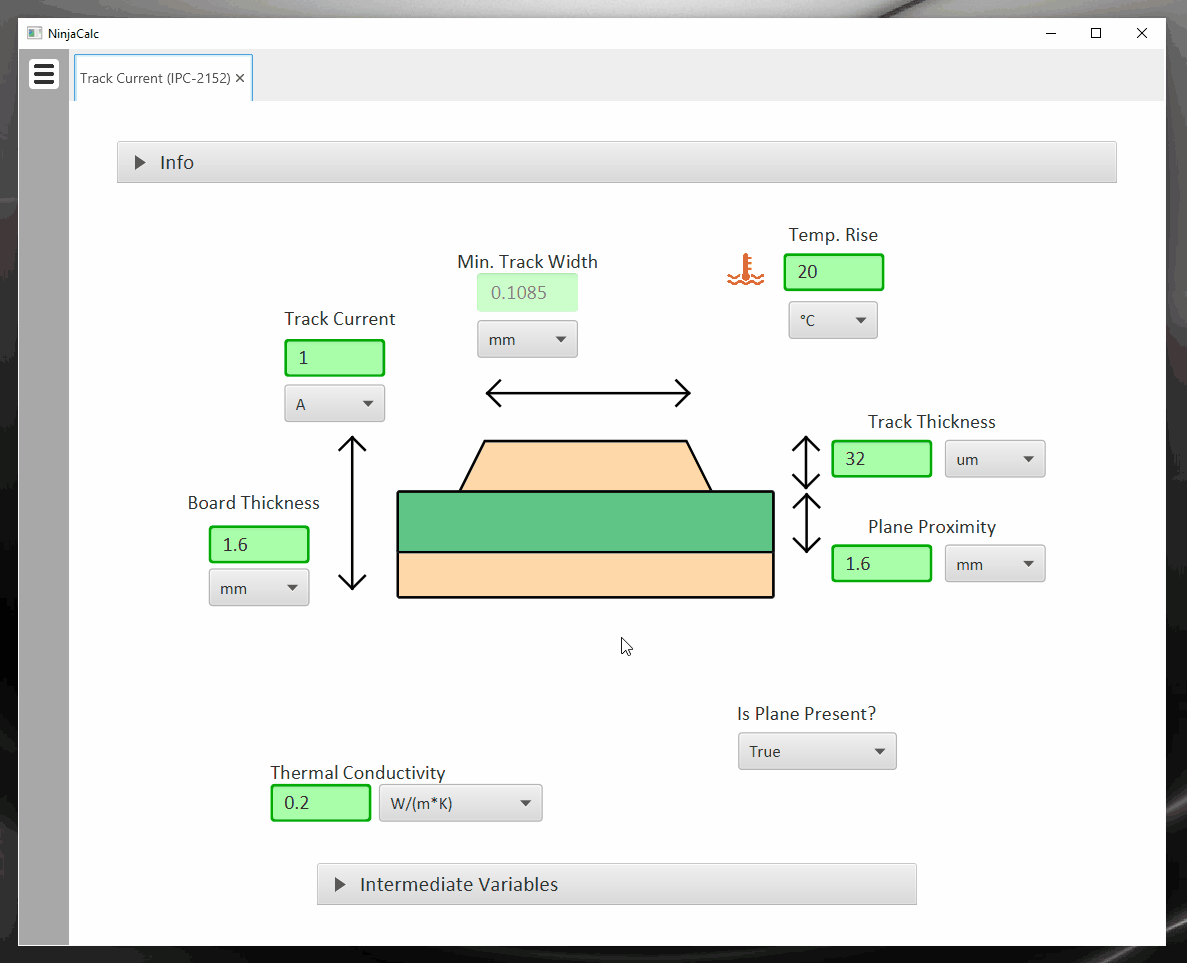 NinjaCalc
Track Current (IPC-2152) ×
Info
Temp. Rise
20
°C
Min. Track Width
0.1085
mm
Track Current
1
A
Track Thickness
32
um
Board Thickness
1.6
mm
Plane Proximity
1.6
mm
Is Plane Present?
True
Thermal Conductivity
0.2
W/(m*K)
Intermediate Variables